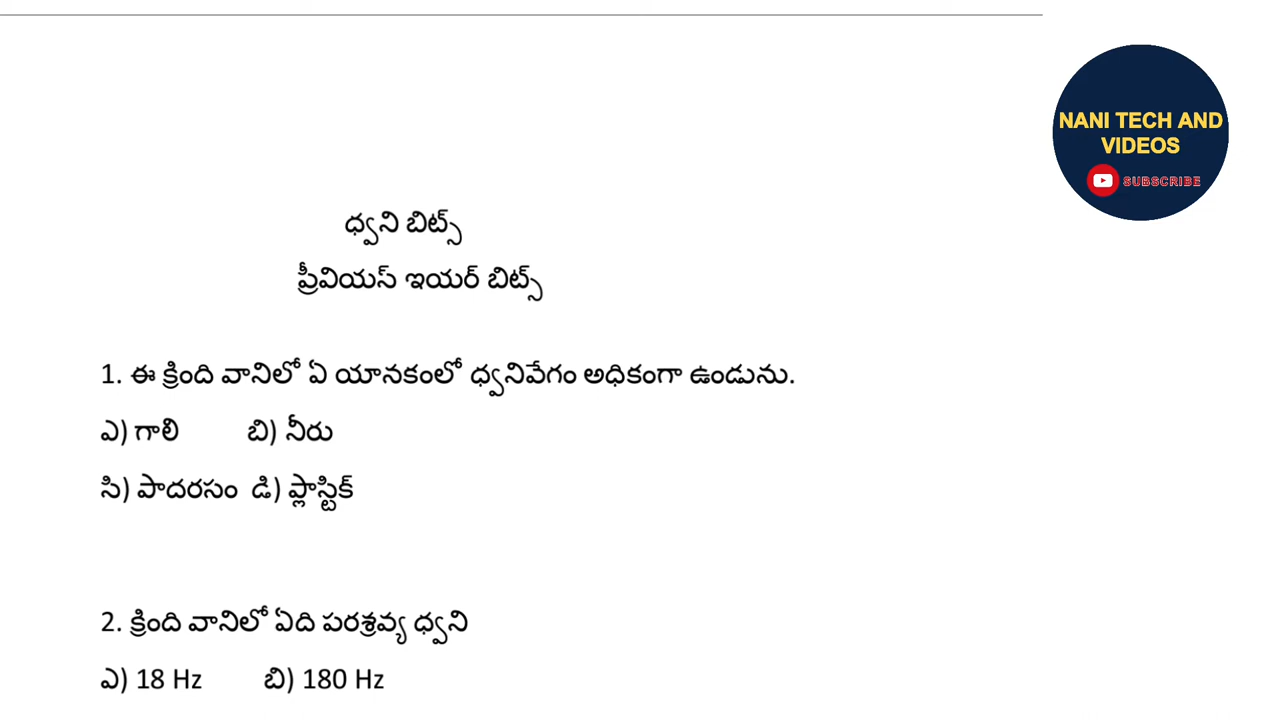 NANI TECH AND
VIDEOS
SUBSCRIBE
ధ్వని బిట్స్
ప్రీవియస్ ఇయర్ బిట్స్
1. ఈ క్రింది వానిలో ఏ యానకంలో ధ్వనివేగం అధికంగా ఉండును.
ఎ) గాలి బి) నీరు
సి) పాదరసం డి) ప్లాస్టిక్
2. క్రింది వానిలో ఏది పరశ్రవ్య ధ్వని
ఎ) 18 Hz బి) 180 Hz